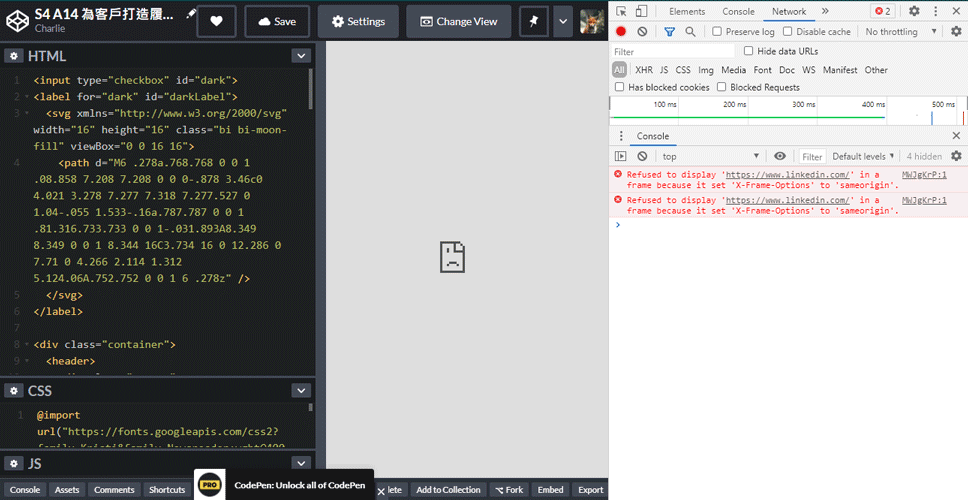 S4 A14 為客戶打造履...
Charlie
Save
Settings
Change View
HTML
1 <input type="checkbox" id="dark">
2 <label for="dark" id="darkLabel">
3 <svg xmlns="http://www.w3.org/2000/svg"
width="16" height="16" class="bi bi-moon-
fill" viewBox="0 0 16 16">
4 <path d="M6 .278a.768.768 0 0 1
.08.858 7.208 7.208 0 0 0-.878 3.46c0
4.021 3.278 7.277 7.318 7.277.527 0
1.04-.055 1.533-.16a.787.787 0 0 1
.81.316.733.733 0 0 1-.031.893A8.349
8.349 0 0 1 8.344 16C3.734 16 0 12.286 0
7.71 0 4.266 2.114 1.312
5.124.06A.752.752 0 0 1 6 .278z" />
5 </svg>
6 </label>
7
8 <div class="container">
9 <header>
CSS
1 @import
url("https://fonts.googleapis.com/css2?
JS
Console
Assets
Comments
Shortcuts
PRO
CodePen: Unlock all of CodePen
lete
Add to Collection
Fork
Embed
Export
Elements
Console
Network
2
Preserve log
Disable cache
No throttling
Filter
Hide data URLs
All
XHR
JS
CSS
Img
Media
Font
Doc
WS
Manifest
Other
Has blocked cookies
Blocked Requests
100 ms
200 ms
300 ms
400 ms
500 ms
Console
top
Filter
Default levels
4 hidden
Refused to display 'https://www.linkedin.com/' in a MWJgKrP:1
frame because it set 'X-Frame-Options' to 'sameorigin'.
Refused to display 'https://www.linkedin.com/' in a MWJgKrP:1
frame because it set 'X-Frame-Options' to 'sameorigin'.